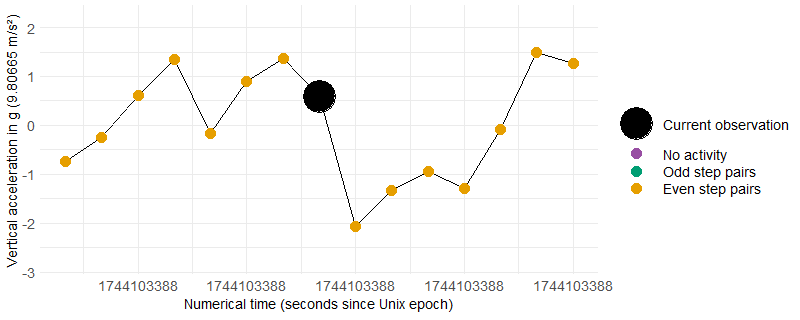 Vertical acceleration in g (9.80665 m/s²)
2
1
0
-1
-2
-3
1744103388 1744103388 1744103388 1744103388 1744103388
Numerical time (seconds since Unix epoch)
Current observation
No activity
Odd step pairs
Even step pairs